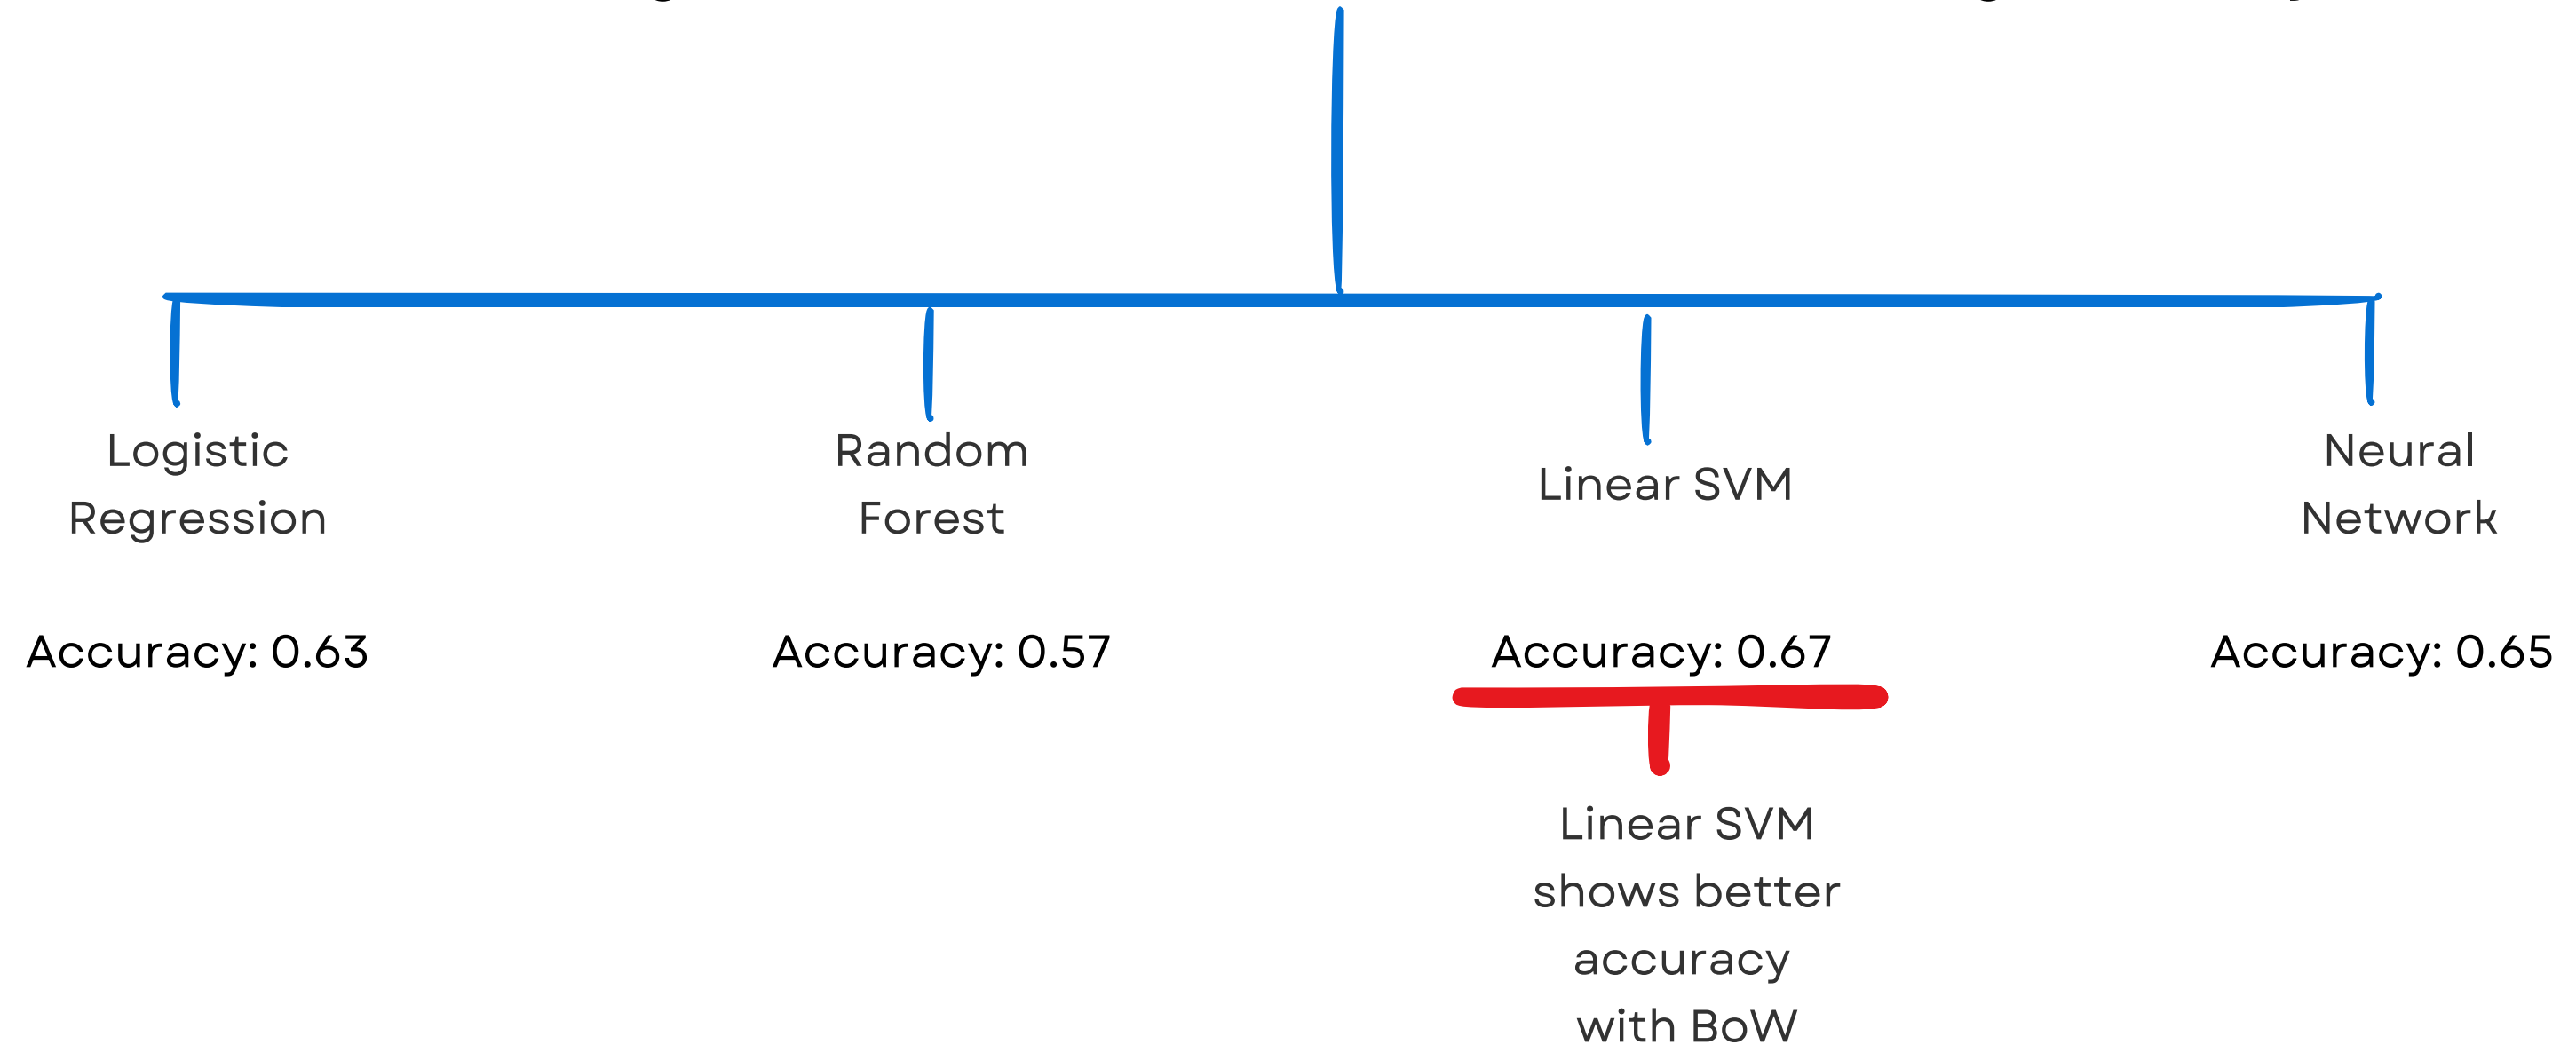 Logistic
Regression
Random
Forest
Linear SVM
Neural
Network
Accuracy: 0.63
Accuracy: 0.57
Accuracy: 0.67
Accuracy: 0.65
Linear SVM
shows better
accuracy
with BoW